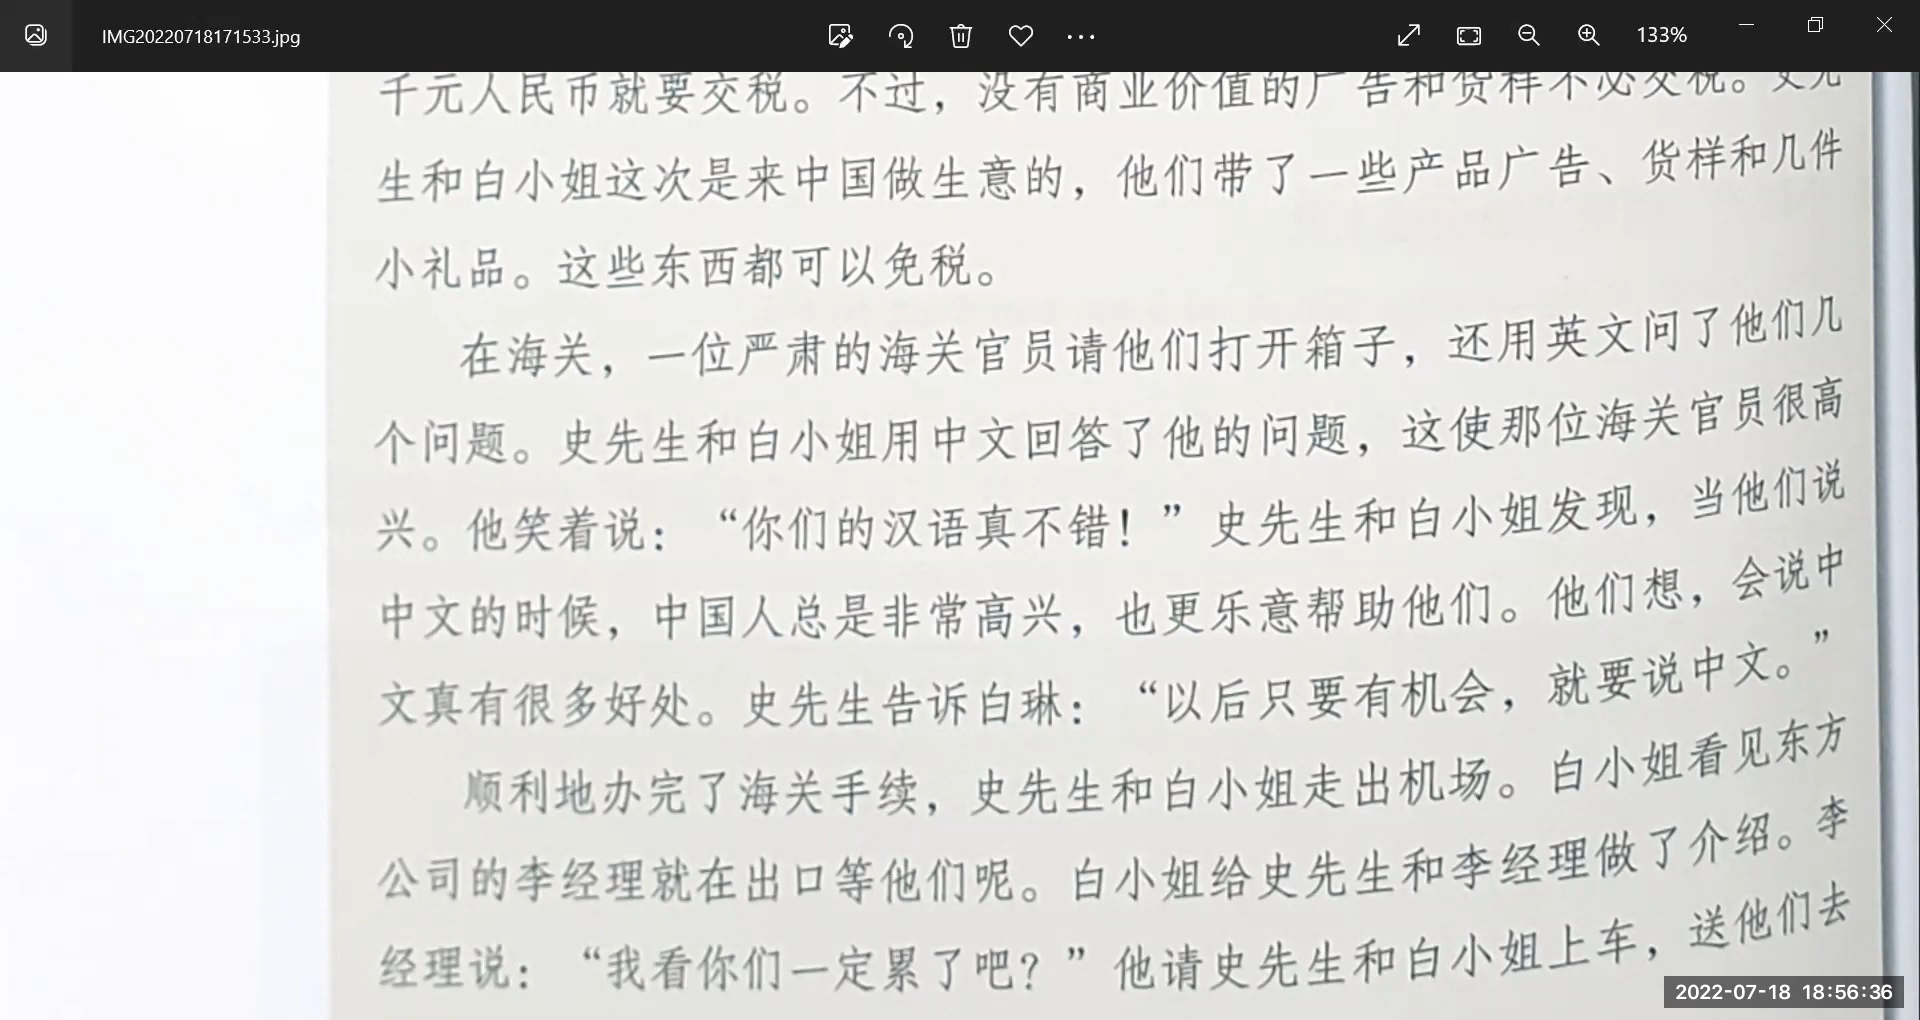 IMG20220718171533.jpg
133%
千元人民币就要交税。不过，没有商业价值的广告和货样不必交税。史先
生和白小姐这次是来中国做生意的，他们带了一些产品广告、货样和几件
小礼品。这些东西都可以免税。
在海关，一位严肃的海关官员请他们打开箱子，还用英文问了他们几
个问题。史先生和白小姐用中文回答了他的问题，这使那位海关官员很高
兴。他笑着说：“你们的汉语真不错！”史先生和白小姐发现，当他们说
中文的时候，中国人总是非常高兴，也更乐意帮助他们。他们想，会说中
文真有很多好处。史先生告诉白琳：“以后只要有机会，就要说中文。”
顺利地办完了海关手续，史先生和白小姐走出机场。白小姐看见东方
公司的李经理就在出口等他们呢。白小姐给史先生和李经理做了介绍。李
经理说：“我看你们一定累了吧？”他请史先生和白小姐上车，送他们去
2022-07-18 18:56:36